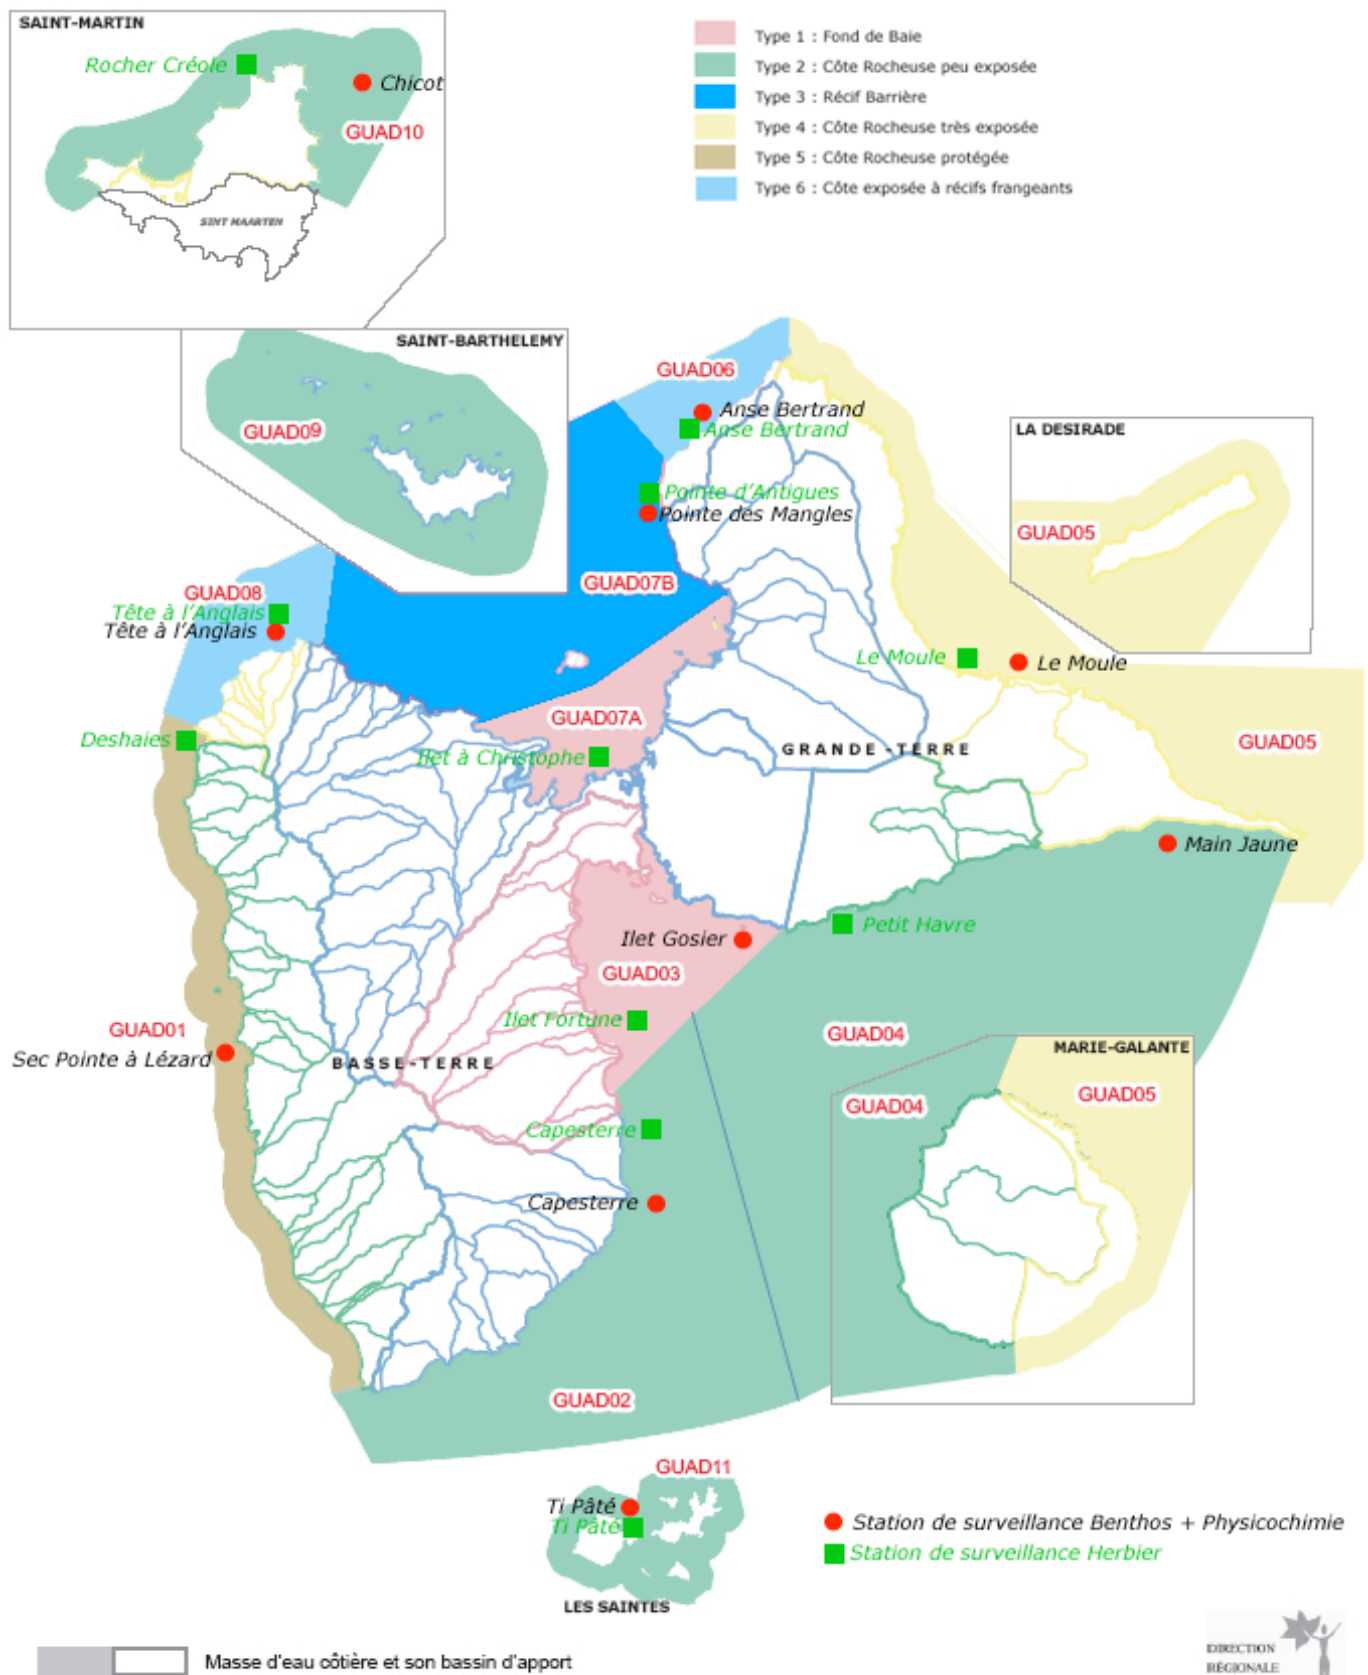 SAINT-MARTIN
Rocher Créole
Chicot
GUAD10
SINT MAARTEN
Type 1 : Fond de Baie
Type 2 : Côte Rocheuse peu exposée
Type 3 : Récif Barrière
Type 4 : Côte Rocheuse très exposée
Type 5 : Côte Rocheuse protégée
Type 6 : Côte exposée à récifs frangeants
SAINT-BARTHELEMY
GUAD09
GUAD06
Anse Bertrand
Anse Bertrand
Pointe d'Antigues
Pointe des Mangles
LA DESIRADE
GUAD05
GUAD07B
GUAD08
Tête à l'Anglais
Tête à l'Anglais
Le Moule
Le Moule
Deshaies
GUAD07A
Ilet à Christophe
GRANDE-TERRE
GUAD05
Main Jaune
Petit Havre
Ilet Gosier
GUAD03
Ilet Fortune
GUAD01
Sec Pointe à Lézard
BASSE-TERRE
GUAD04
MARIE-GALANTE
GUAD05
GUAD04
Capesterre
Capesterre
GUAD02
GUAD11
Ti Pâté
Ti Pâté
LES SAINTES
Station de surveillance Benthos + Physicochimie
Station de surveillance Herbier
Masse d'eau côtière et son bassin d'apport
DIRECTION
RÉGIONALE